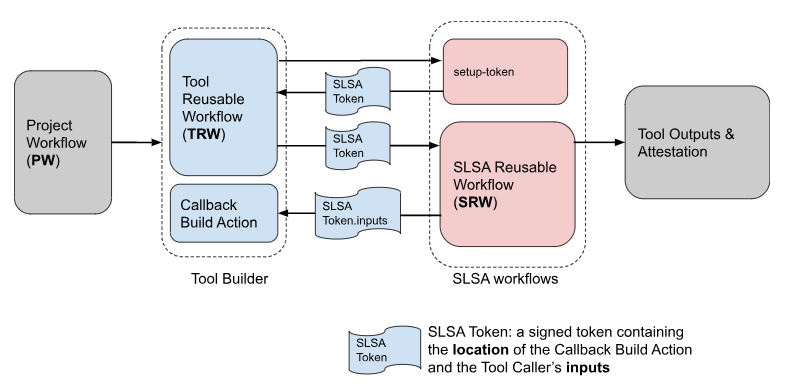 Project
Workflow
(PW)
Tool
Reusable
Workflow
(TRW)
Callback
Build Action
Tool Builder
SLSA
Token
SLSA
Token
SLSA
Token.inputs
setup-token
SLSA Reusable
Workflow
(SRW)
SLSA workflows
Tool Outputs &
Attestation
SLSA
Token
SLSA Token: a signed token containing
the location of the Callback Build Action
and the Tool Caller's inputs